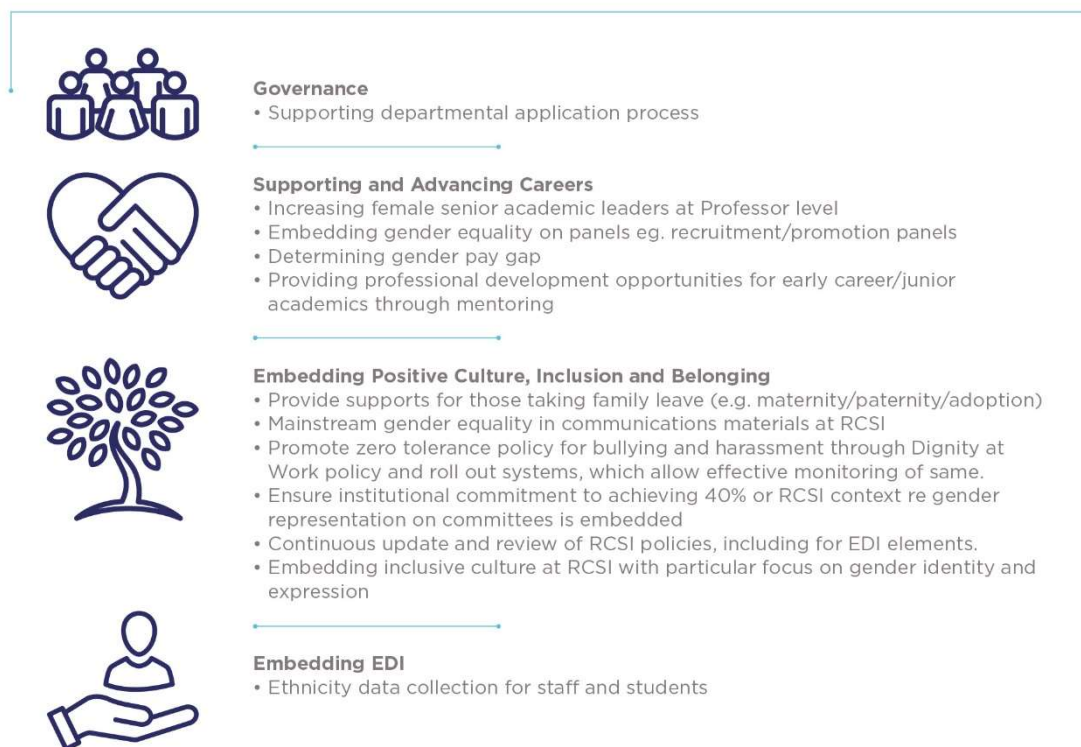 Governance
• Supporting departmental application process
Supporting and Advancing Careers
• Increasing female senior academic leaders at Professor level
• Embedding gender equality on panels eg. recruitment/promotion panels
• Determining gender pay gap
• Providing professional development opportunities for early career/junior
academics through mentoring
Embedding Positive Culture, Inclusion and Belonging
• Provide supports for those taking family leave (e.g. maternity/paternity/adoption)
• Mainstream gender equality in communications materials at RCSI
• Promote zero tolerance policy for bullying and harassment through Dignity at
Work policy and roll out systems, which allow effective monitoring of same.
• Ensure institutional commitment to achieving 40% or RCSI context re gender
representation on committees is embedded
• Continuous update and review of RCSI policies, including for EDI elements.
• Embedding inclusive culture at RCSI with particular focus on gender identity and
expression
Embedding EDI
• Ethnicity data collection for staff and students